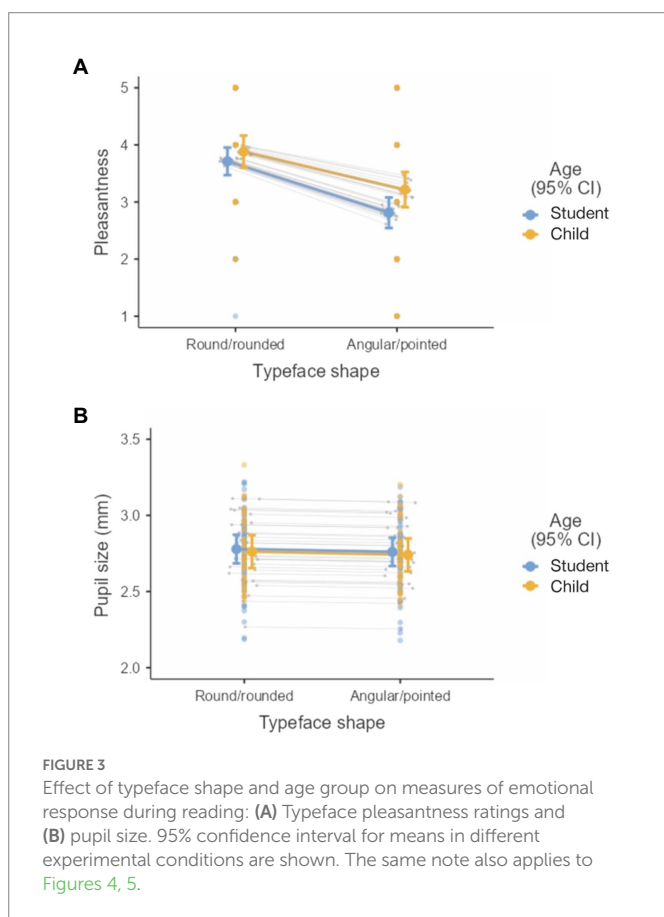 A
5
4
3
2
1
Pleasantness
Round/rounded
Angular/pointed
Typeface shape
Age
(95% CI)
Student
Child
B
3.5
3.0
2.5
2.0
Pupil size (mm)
Round/rounded
Angular/pointed
Typeface shape
Age
(95% CI)
Student
Child
FIGURE 3
Effect of typeface shape and age group on measures of emotional
response during reading: (A) Typeface pleasantness ratings and
(B) pupil size. 95% confidence interval for means in different
experimental conditions are shown. The same note also applies to
Figures 4, 5.